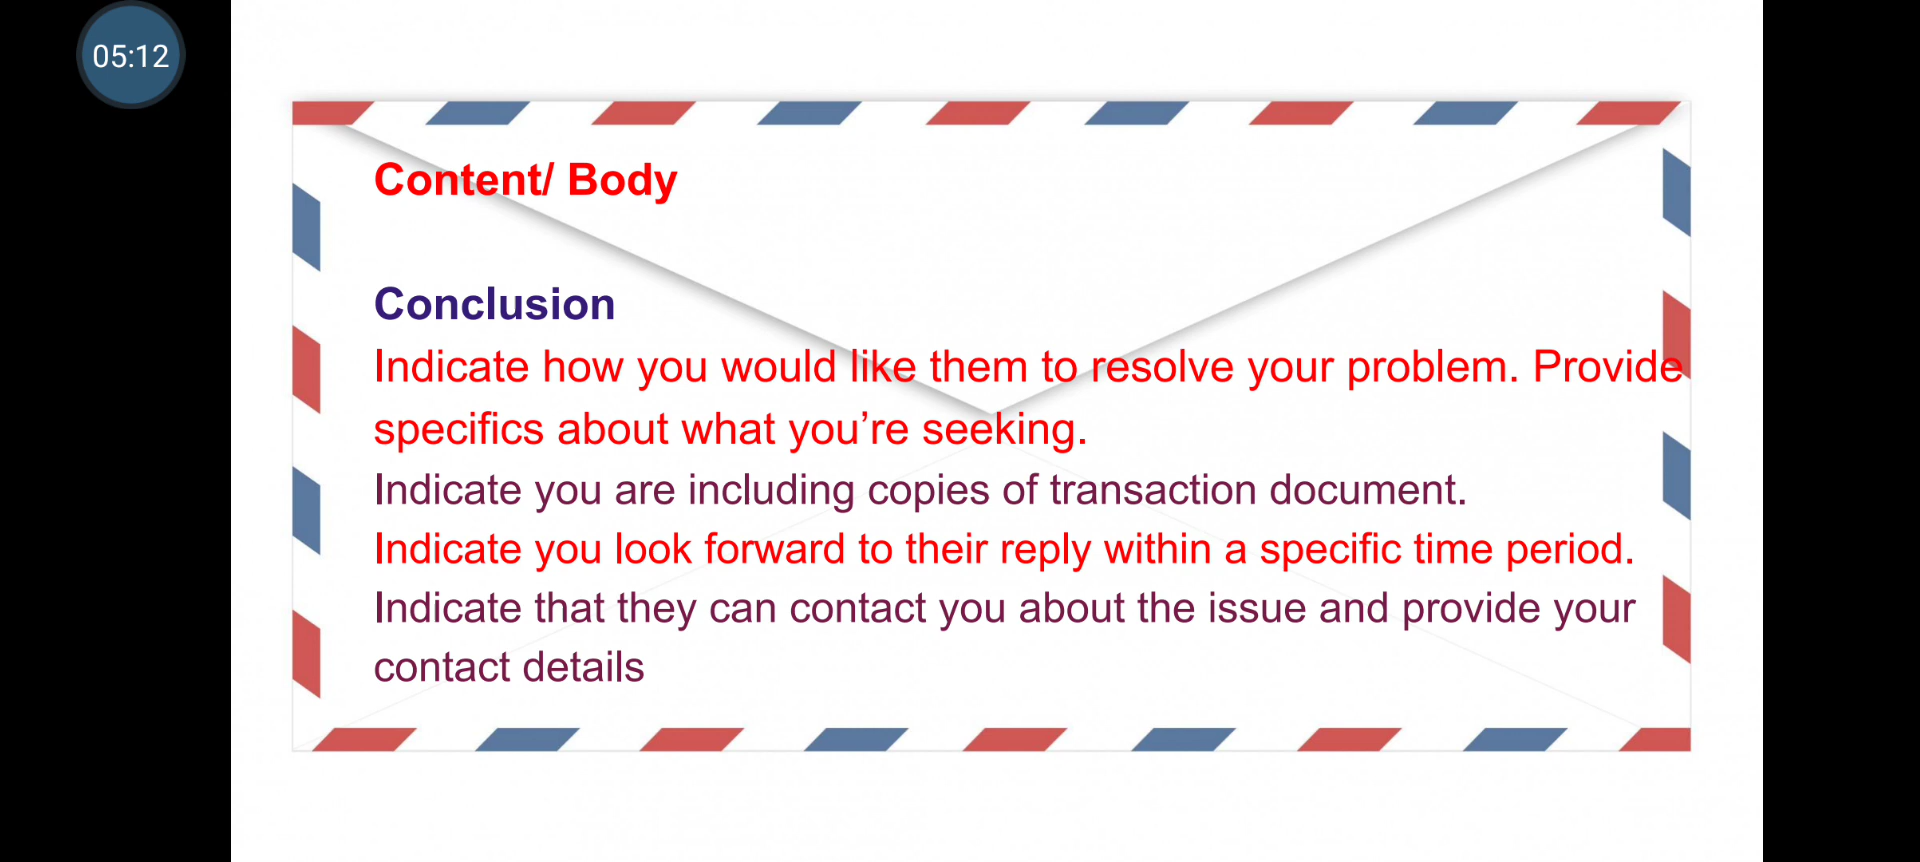 05:12
Content/ Body
Conclusion
Indicate how you would like them to resolve your problem. Provide
specifics about what you’re seeking.
Indicate you are including copies of transaction document.
Indicate you look forward to their reply within a specific time period.
Indicate that they can contact you about the issue and provide your
contact details